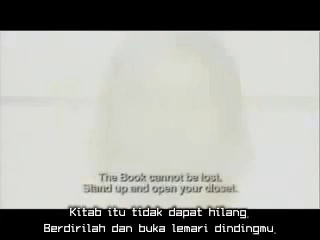 The Book cannot be lost.
Stand up and open your closet.
Kitab itu tidak dapat hilang
Berdirilah dan buka lemari dindingmu.